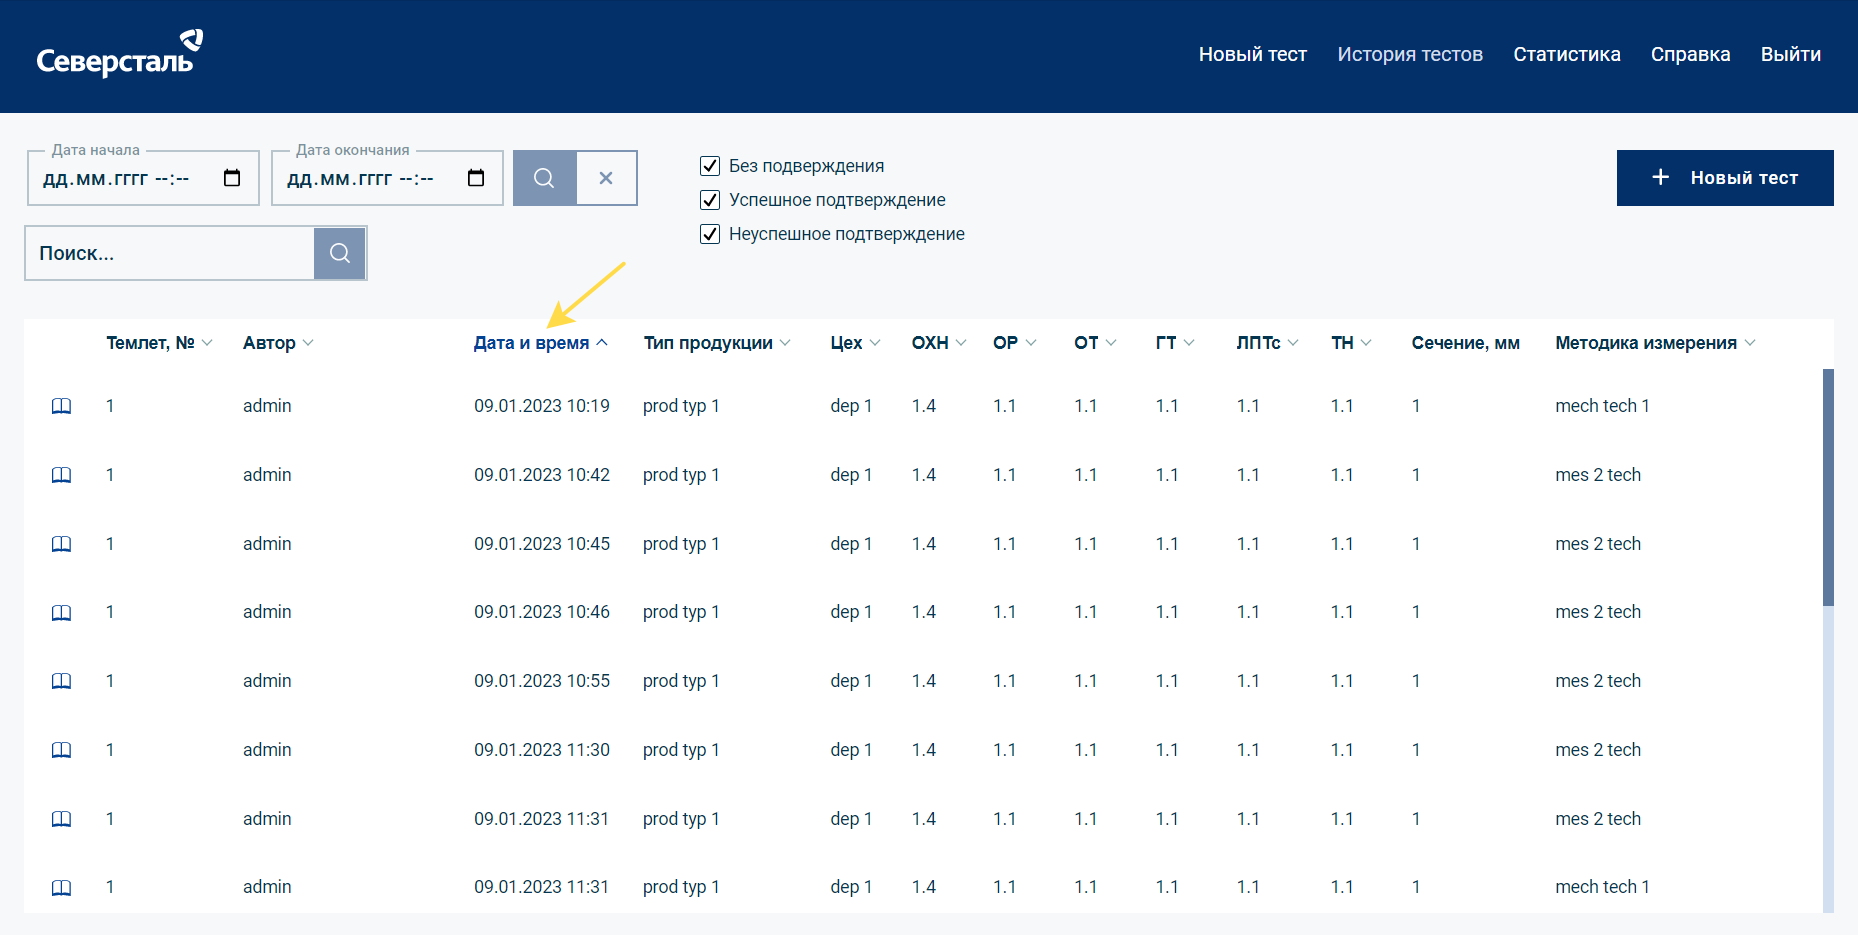 Северсталь
Новый тест История тестов Статистика Справка Выйти
Дата начала Дата окончания
дд.мм.гггг --:-- дд.мм.гггг --:--
Без подверждения
Успешное подтверждение
Неуспешное подтверждение
+ Новый тест
Поиск...
Темлет, № Автор Дата и время Тип продукции Цех ОХН ОР ОТ ГТ ЛПТс ТН Сечение, мм Методика измерения
1 admin 09.01.2023 10:19 prod typ 1 dep 1 1.4 1.1 1.1 1.1 1.1 1.1 1 mech tech 1
1 admin 09.01.2023 10:42 prod typ 1 dep 1 1.4 1.1 1.1 1.1 1.1 1.1 1 mes 2 tech
1 admin 09.01.2023 10:45 prod typ 1 dep 1 1.4 1.1 1.1 1.1 1.1 1.1 1 mes 2 tech
1 admin 09.01.2023 10:46 prod typ 1 dep 1 1.4 1.1 1.1 1.1 1.1 1.1 1 mes 2 tech
1 admin 09.01.2023 10:55 prod typ 1 dep 1 1.4 1.1 1.1 1.1 1.1 1.1 1 mes 2 tech
1 admin 09.01.2023 11:30 prod typ 1 dep 1 1.4 1.1 1.1 1.1 1.1 1.1 1 mes 2 tech
1 admin 09.01.2023 11:31 prod typ 1 dep 1 1.4 1.1 1.1 1.1 1.1 1.1 1 mes 2 tech
1 admin 09.01.2023 11:31 prod typ 1 dep 1 1.4 1.1 1.1 1.1 1.1 1.1 1 mech tech 1